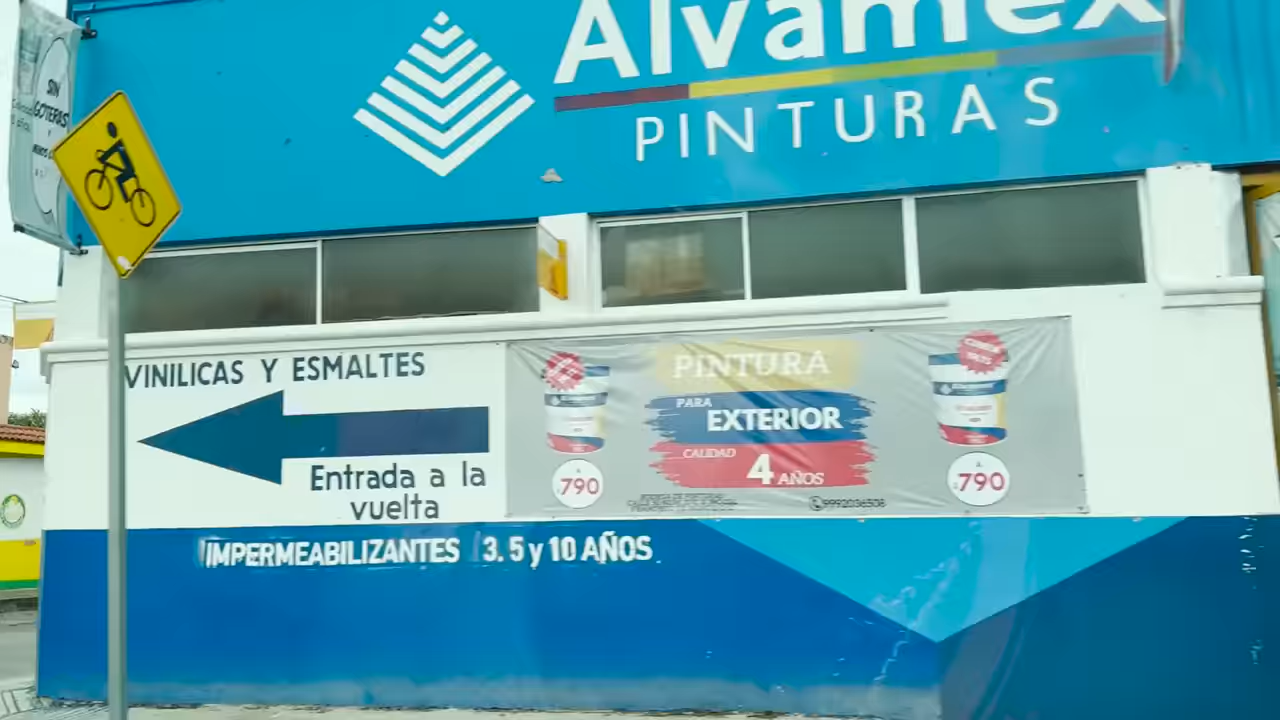 Alvamex
PINTURAS
SIN
GOTERAS
VINILICAS Y ESMALTES
Entrada a la
vuelta
PINTURA
PARA
EXTERIOR
CALIDAD
4 AÑOS
A
$790
A
$790
9992036508
IMPERMEABILIZANTES 3, 5 y 10 AÑOS